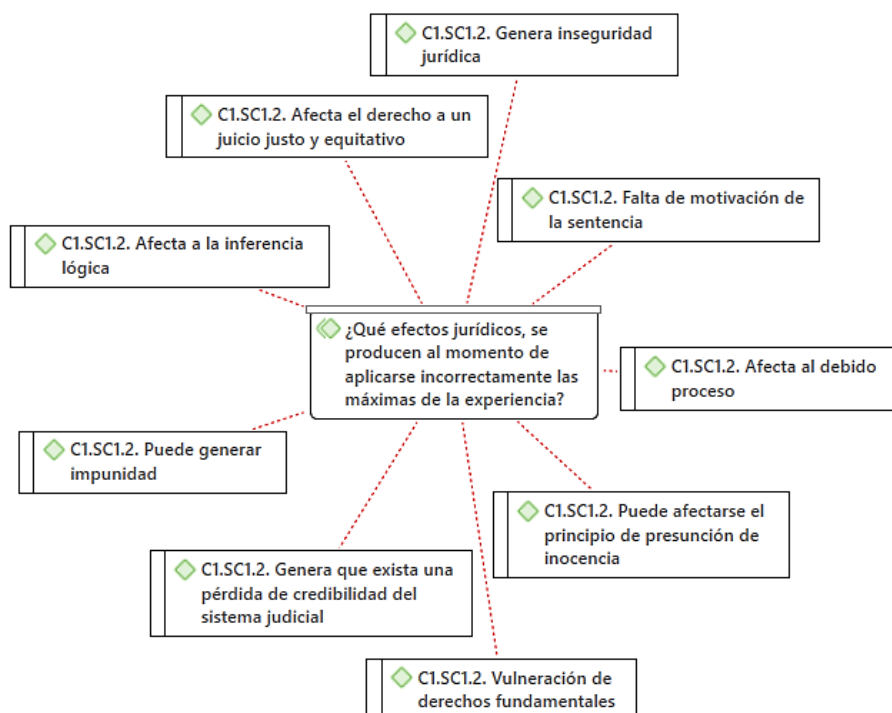 C1.SC1.2. Genera inseguridad
jurídica
C1.SC1.2. Afecta el derecho a un
juicio justo y equitativo
C1.SC1.2. Falta de motivación de
la sentencia
C1.SC1.2. Afecta a la inferencia
lógica
¿Qué efectos jurídicos, se
producen al momento de
aplicarse incorrectamente las
máximas de la experiencia?
C1.SC1.2. Afecta al debido
proceso
C1.SC1.2. Puede generar
impunidad
C1.SC1.2. Puede afectarse el
principio de presunción de
inocencia
C1.SC1.2. Genera que exista una
pérdida de credibilidad del
sistema judicial
C1.SC1.2. Vulneración de
derechos fundamentales